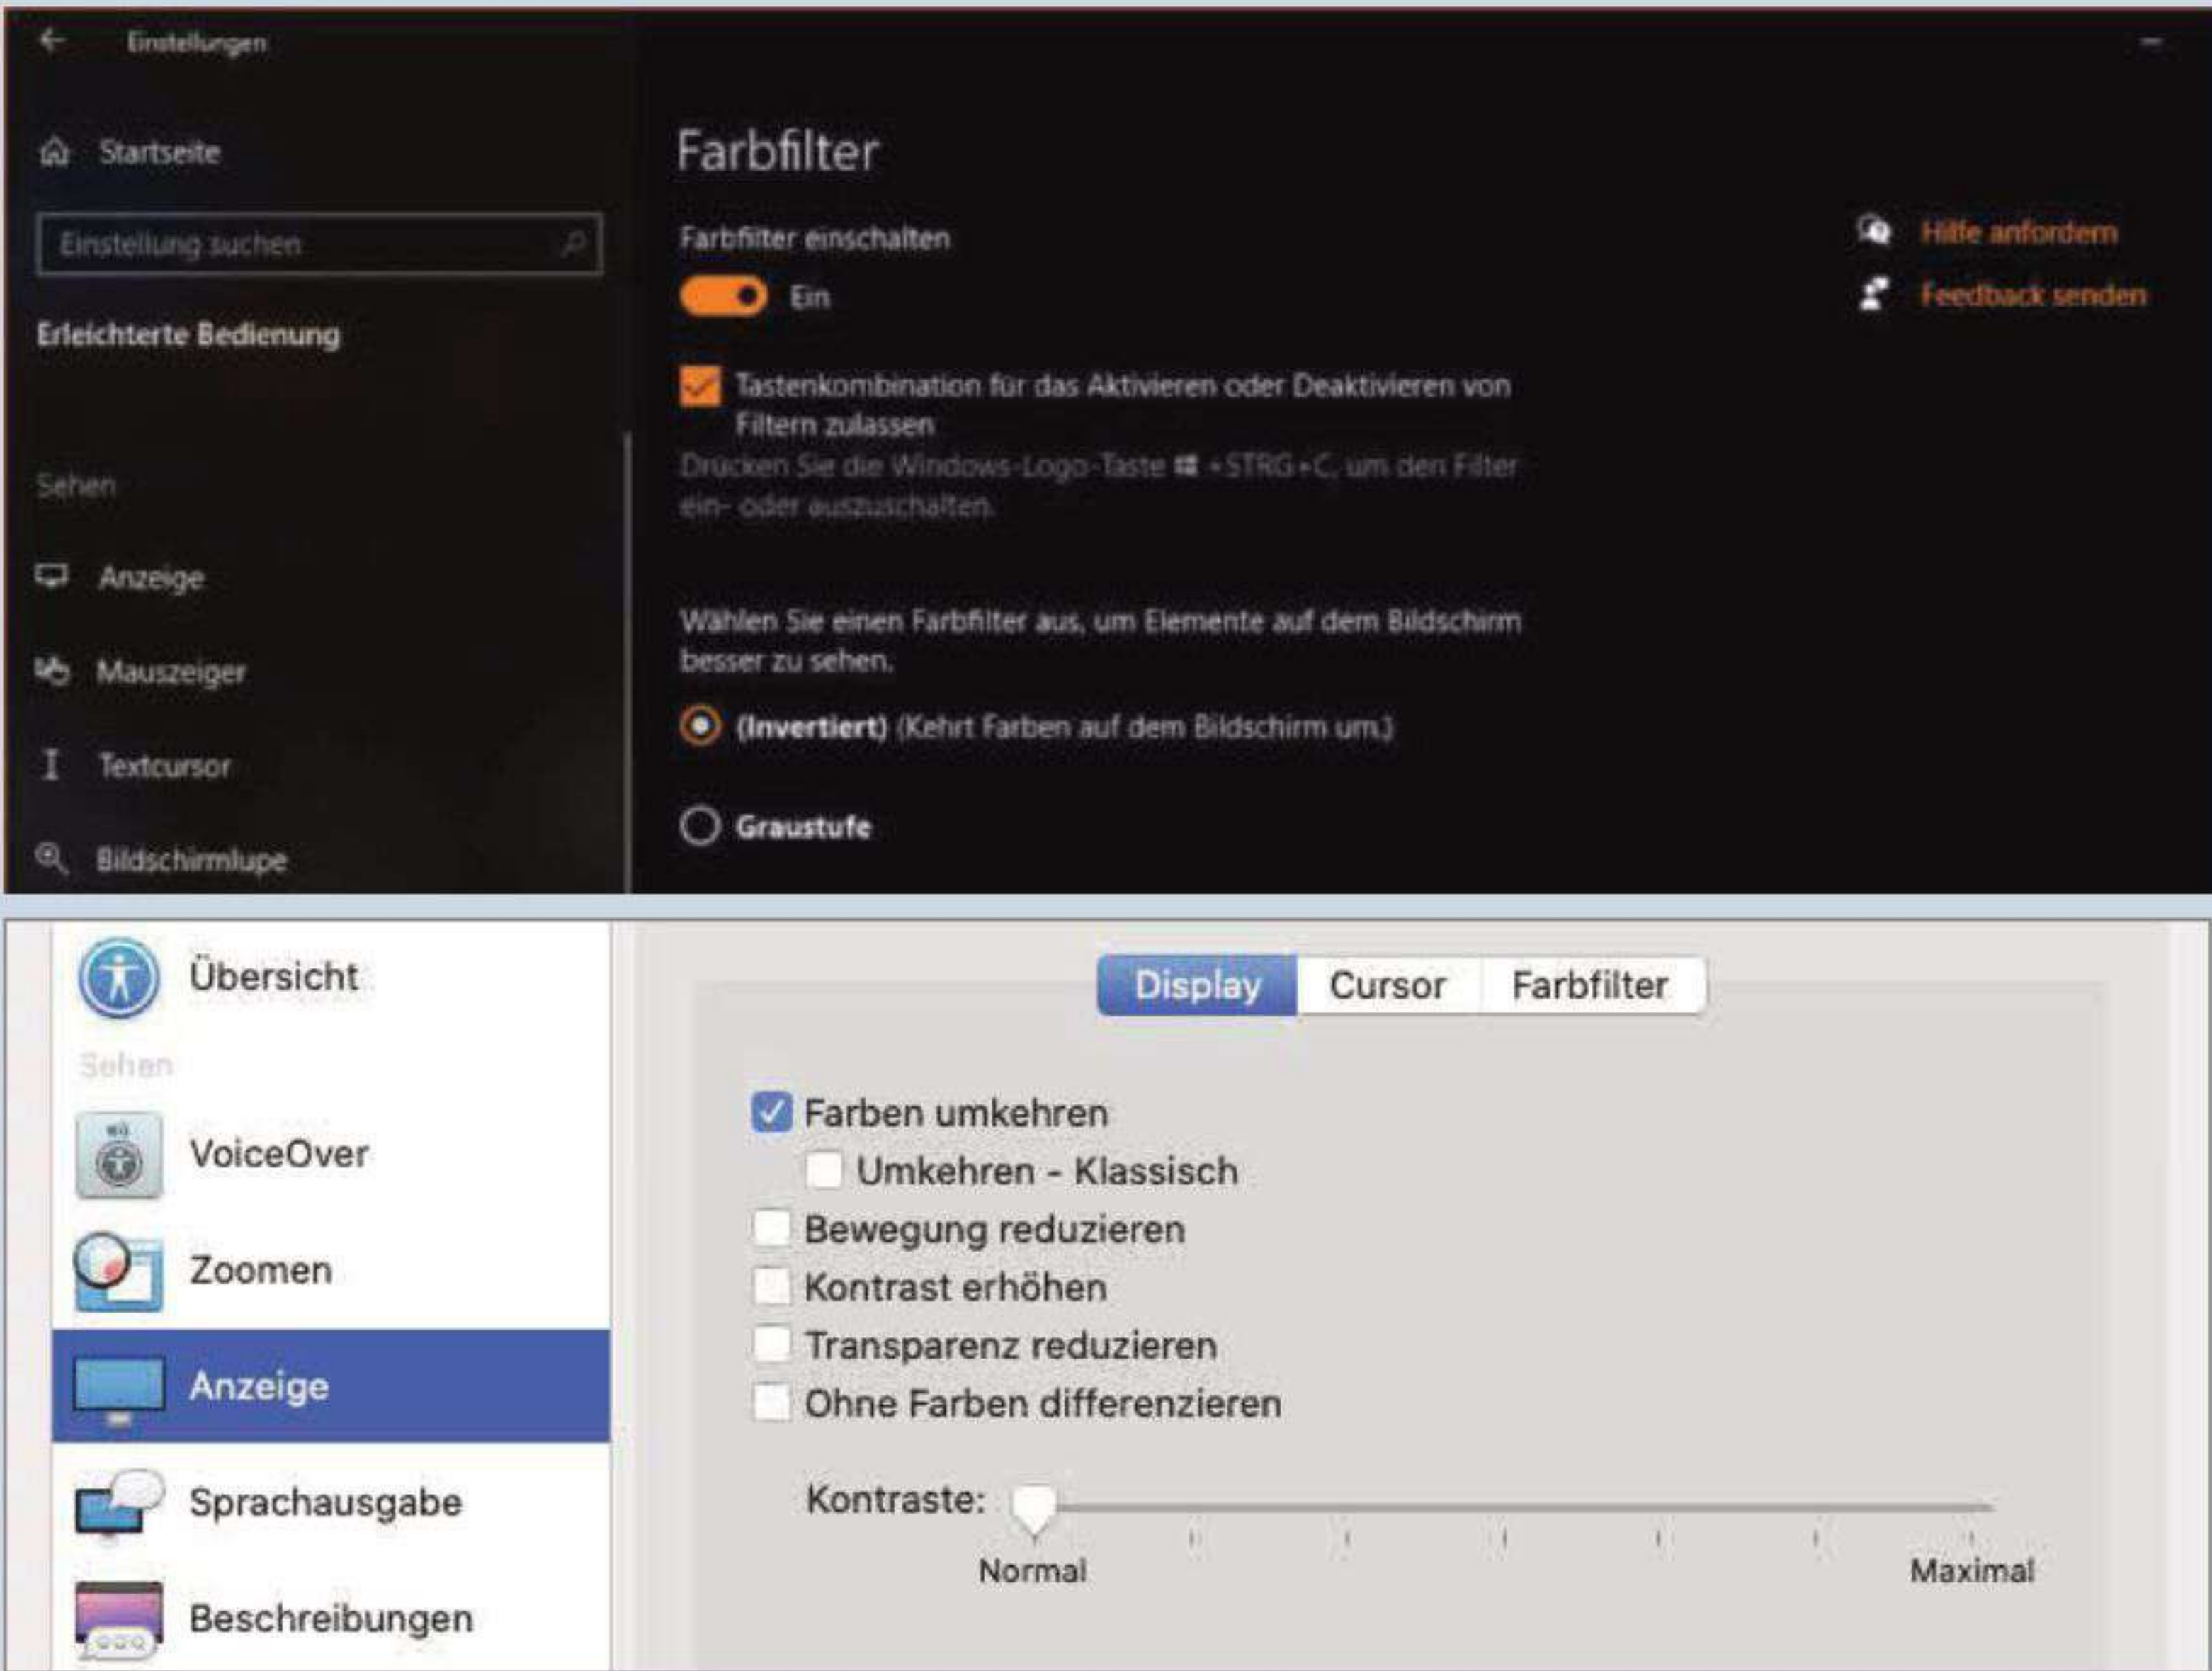 Einstellungen
Startseite
Einstellung suchen
Erleichterte Bedienung
Sehen
Anzeige
Mauszeiger
Textcursor
Bildschirmlupe
Farbfilter
Farbfilter einschalten
Ein
Tastenkombination für das Aktivieren oder Deaktivieren von
Filtern zulassen
Drücken Sie die Windows-Logo-Taste +STRG+C, um den Filter
ein- oder auszuschalten.
Wählen Sie einen Farbfilter aus, um Elemente auf dem Bildschirm
besser zu sehen.
(Invertiert) (Kehrt Farben auf dem Bildschirm um.)
Graustufe
Hilfe anfordern
Feedback senden
Übersicht
Sehen
VoiceOver
Zoomen
Anzeige
Sprachausgabe
Beschreibungen
Display Cursor Farbfilter
Farben umkehren
Umkehren - Klassisch
Bewegung reduzieren
Kontrast erhöhen
Transparenz reduzieren
Ohne Farben differenzieren
Kontraste:
Normal Maximal